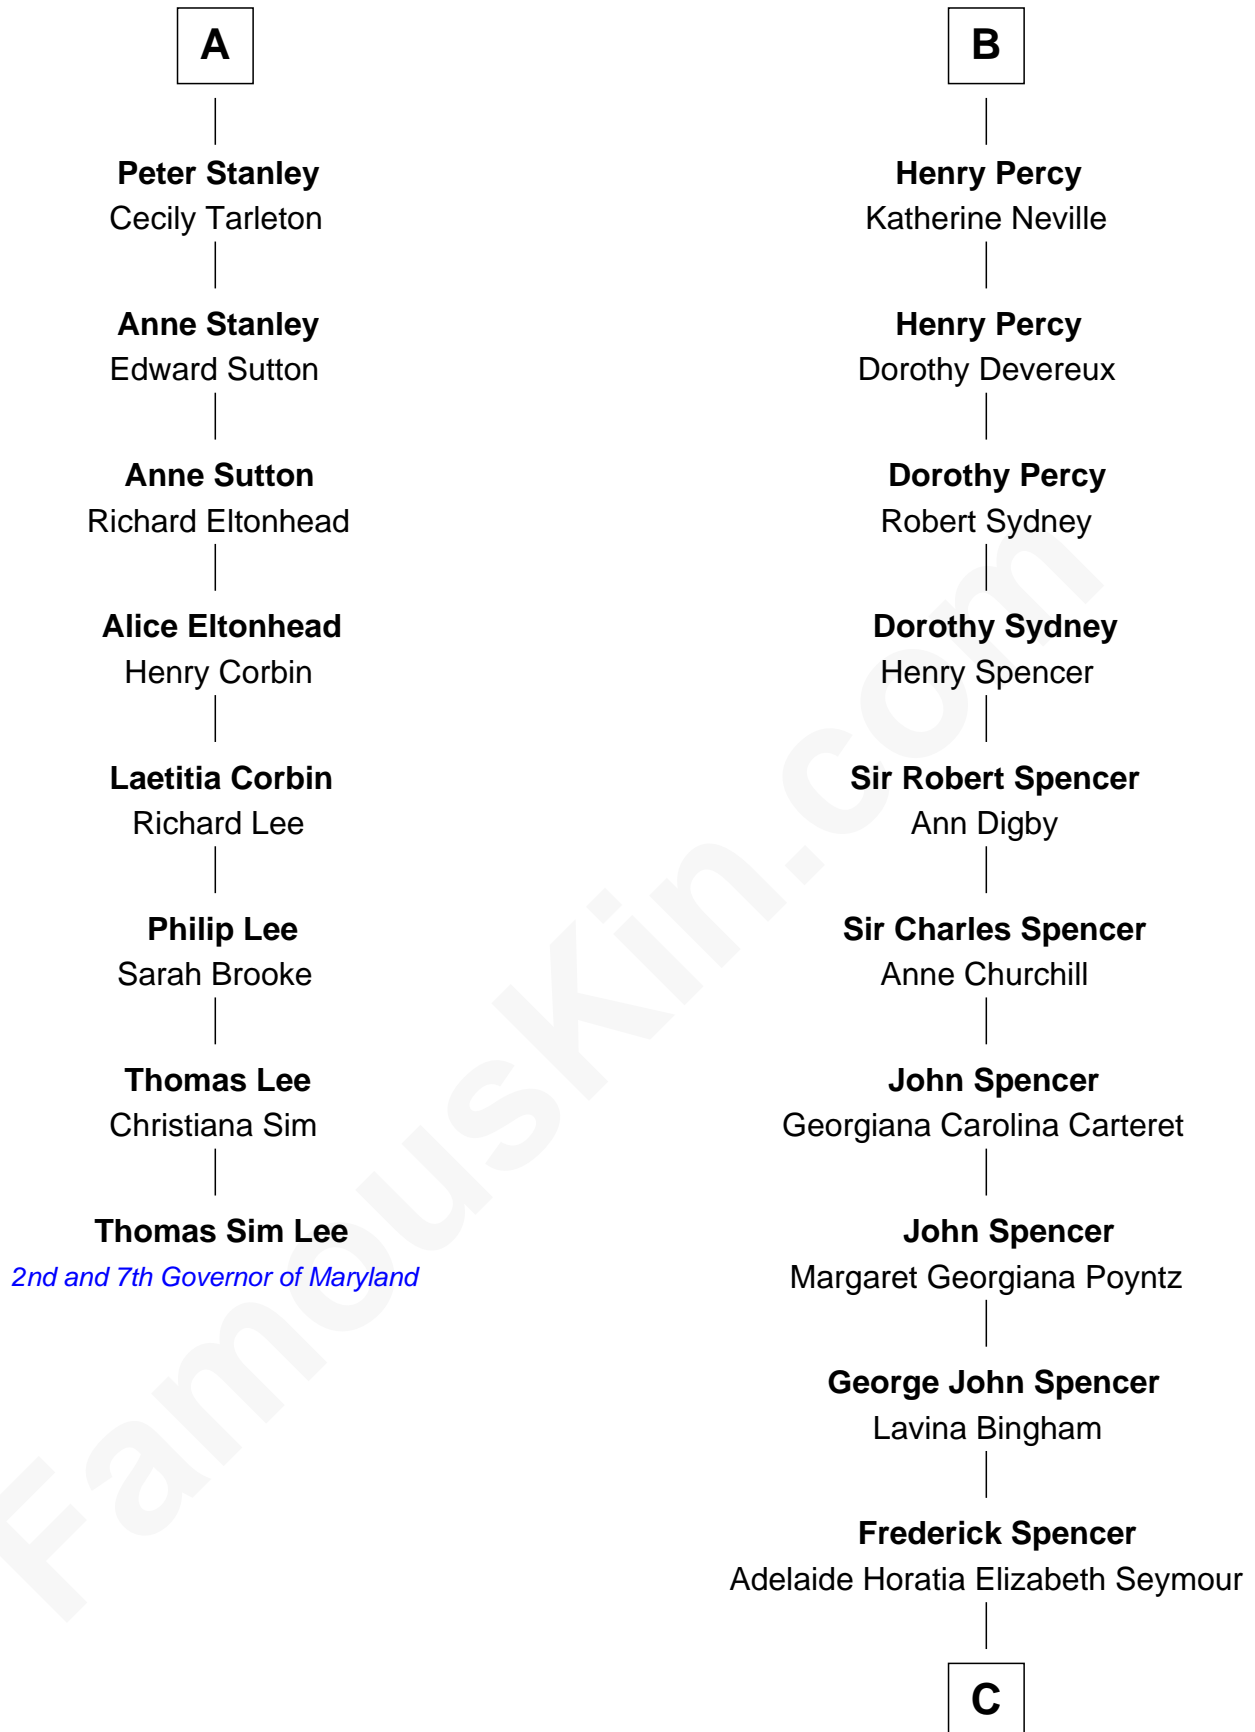 A
Peter Stanley
Cecily Tarleton
Anne Stanley
Edward Sutton
Anne Sutton
Richard Eltonhead
Alice Eltonhead
Henry Corbin
Laetitia Corbin
Richard Lee
Philip Lee
Sarah Brooke
Thomas Lee
Christiana Sim
Thomas Sim Lee
2nd and 7th Governor of Maryland
B
Henry Percy
Katherine Neville
Henry Percy
Dorothy Devereux
Dorothy Percy
Robert Sydney
Dorothy Sydney
Henry Spencer
Sir Robert Spencer
Ann Digby
Sir Charles Spencer
Anne Churchill
John Spencer
Georgiana Carolina Carteret
John Spencer
Margaret Georgiana Poyntz
George John Spencer
Lavina Bingham
Frederick Spencer
Adelaide Horatia Elizabeth Seymour
C
FamousKin.com